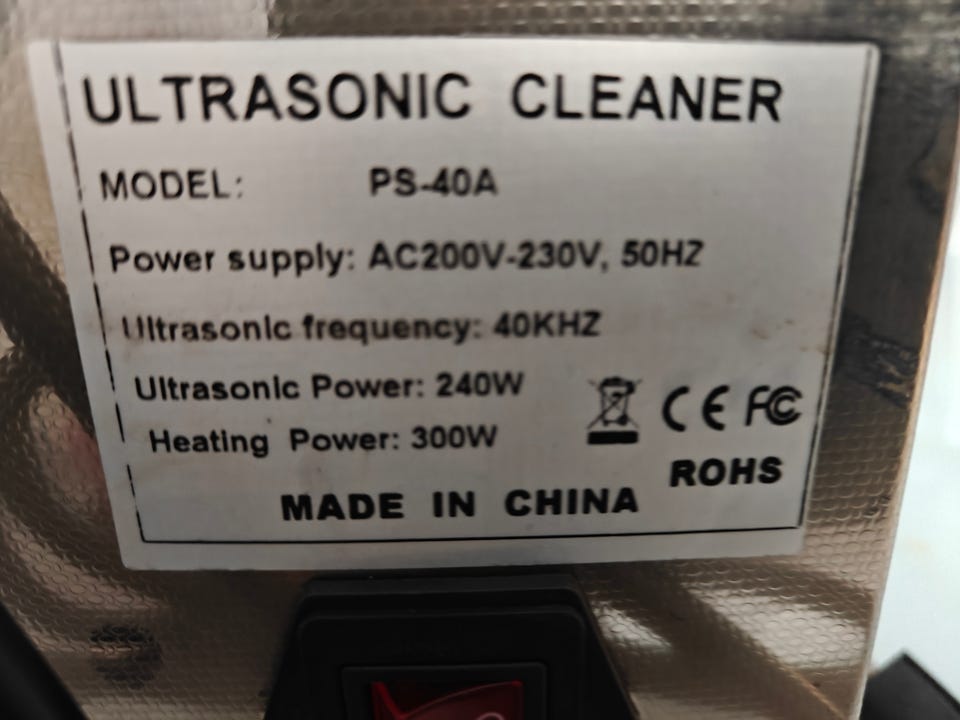 ULTRASONIC CLEANER
MODEL: PS-40A
Power supply: AC200V-230V, 50HZ
Ultrasonic frequency: 40KHZ
Ultrasonic Power: 240W
Heating Power: 300W
CE FC
ROHS
MADE IN CHINA